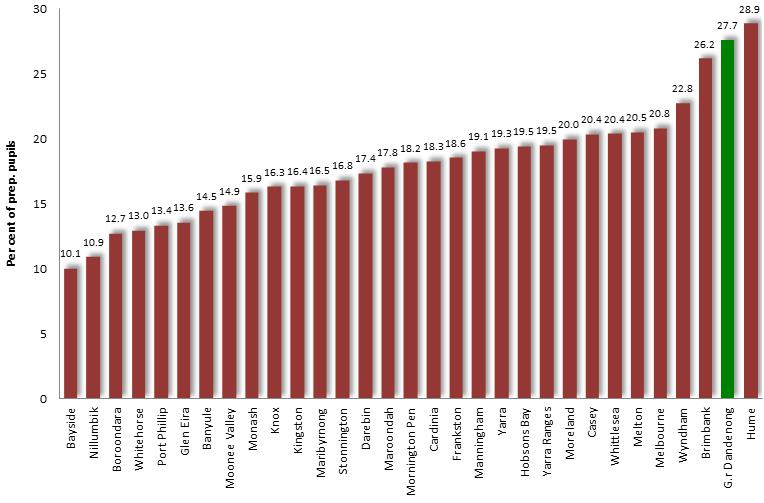 Per cent of prep. pupils
30
25
20
15
10
5
0
10.1
10.9
12.7
13.0
13.4
13.6
14.5
14.9
15.9
16.3
16.4
16.5
16.8
17.4
17.8
18.2
18.3
18.6
19.1
19.3
19.5
19.5
20.0
20.4
20.4
20.5
20.8
22.8
26.2
27.7
28.9
Bayside
Nillumbik
Boroondara
Whitehorse
Port Phillip
Glen Eira
Banyule
Moonee Valley
Monash
Knox
Kingston
Maribyrnong
Stonnington
Darebin
Maroondah
Mornington Pen
Cardinia
Frankston
Manningham
Yarra
Hobsons Bay
Yarra Ranges
Moreland
Casey
Whittlesea
Melton
Melbourne
Wyndham
Brimbank
G.r Dandenong
Hume